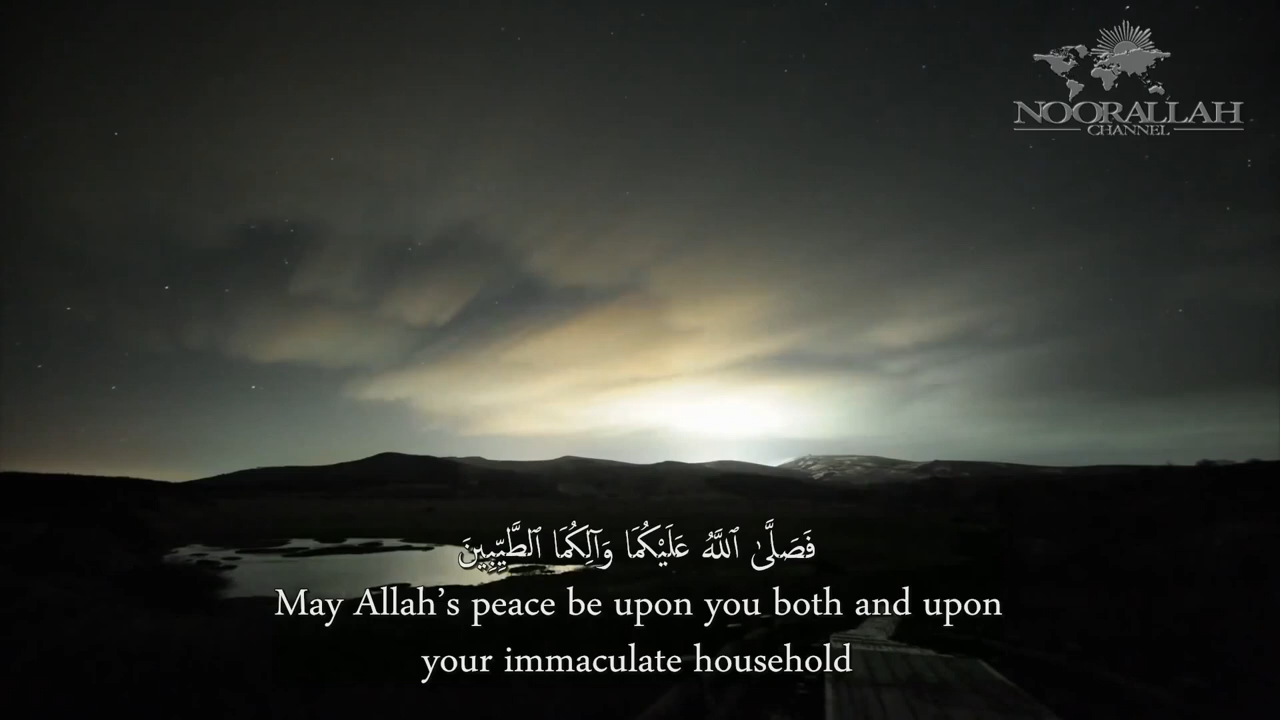 NOORALLAH
CHANNEL
فَصَلَّىٰ ٱللَّهُ عَلَيْكُمَا وَآلِكُمَا ٱلطَّيِّبِينَ
May Allah’s peace be upon you both and upon
your immaculate household